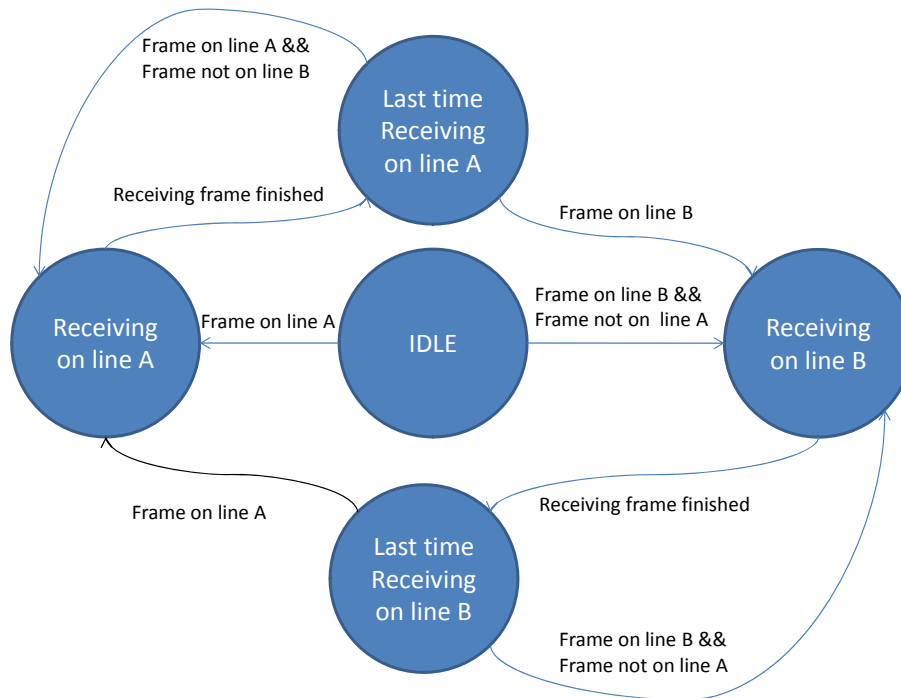 Frame on line A &&
Frame not on line B
Last time
Receiving
on line A
Receiving frame finished
Frame on line B
Receiving
on line A
Frame on line A
IDLE
Frame on line B &&
Frame not on line A
Receiving
on line B
Frame on line A
Last time
Receiving
on line B
Receiving frame finished
Frame on line B &&
Frame not on line A